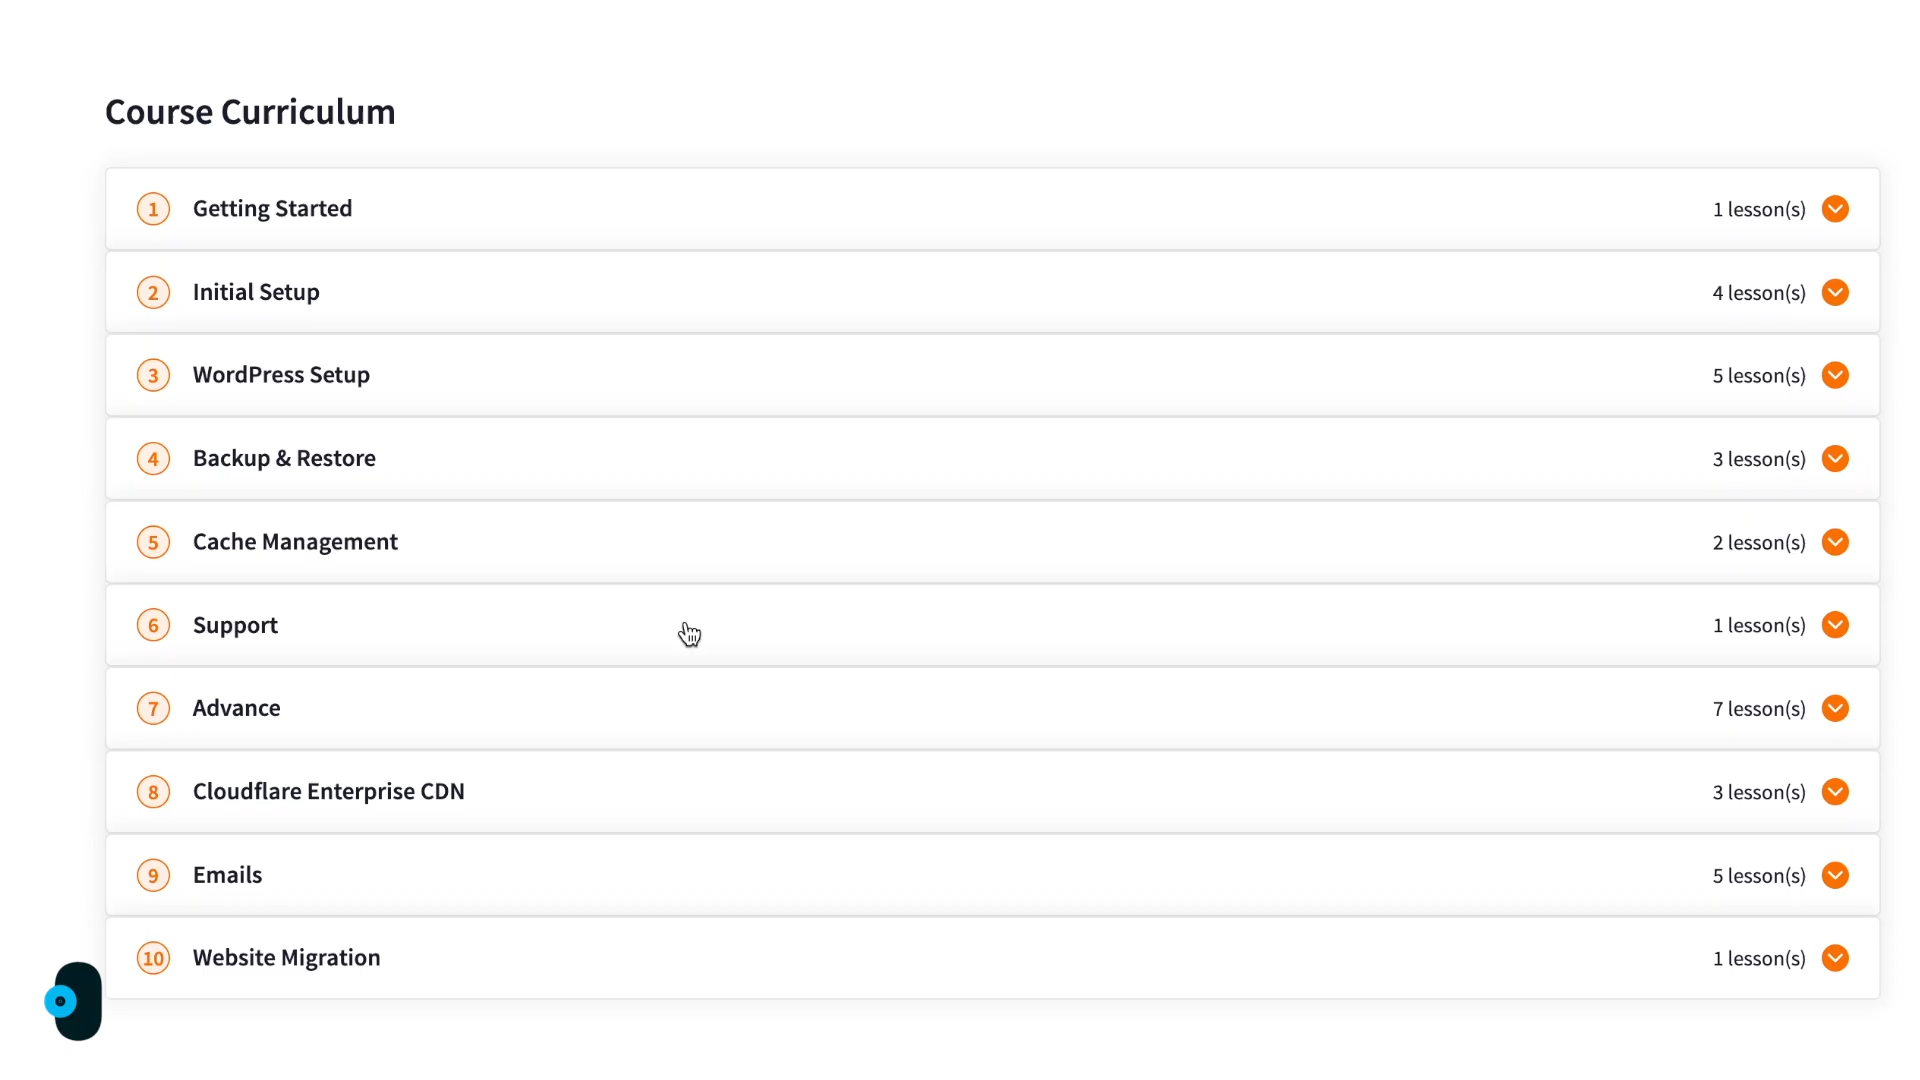 Course Curriculum
1 Getting Started 1 lesson(s)
2 Initial Setup 4 lesson(s)
3 WordPress Setup 5 lesson(s)
4 Backup & Restore 3 lesson(s)
5 Cache Management 2 lesson(s)
6 Support 1 lesson(s)
7 Advance 7 lesson(s)
8 Cloudflare Enterprise CDN 3 lesson(s)
9 Emails 5 lesson(s)
10 Website Migration 1 lesson(s)